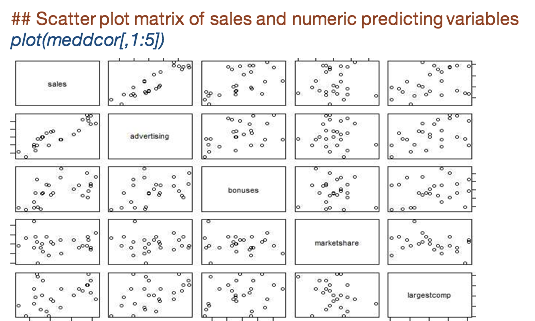 ## Scatter plot matrix of sales and numeric predicting variables
plot(meddcor[,1:5])
sales
advertising
bonuses
marketshare
largestcomp